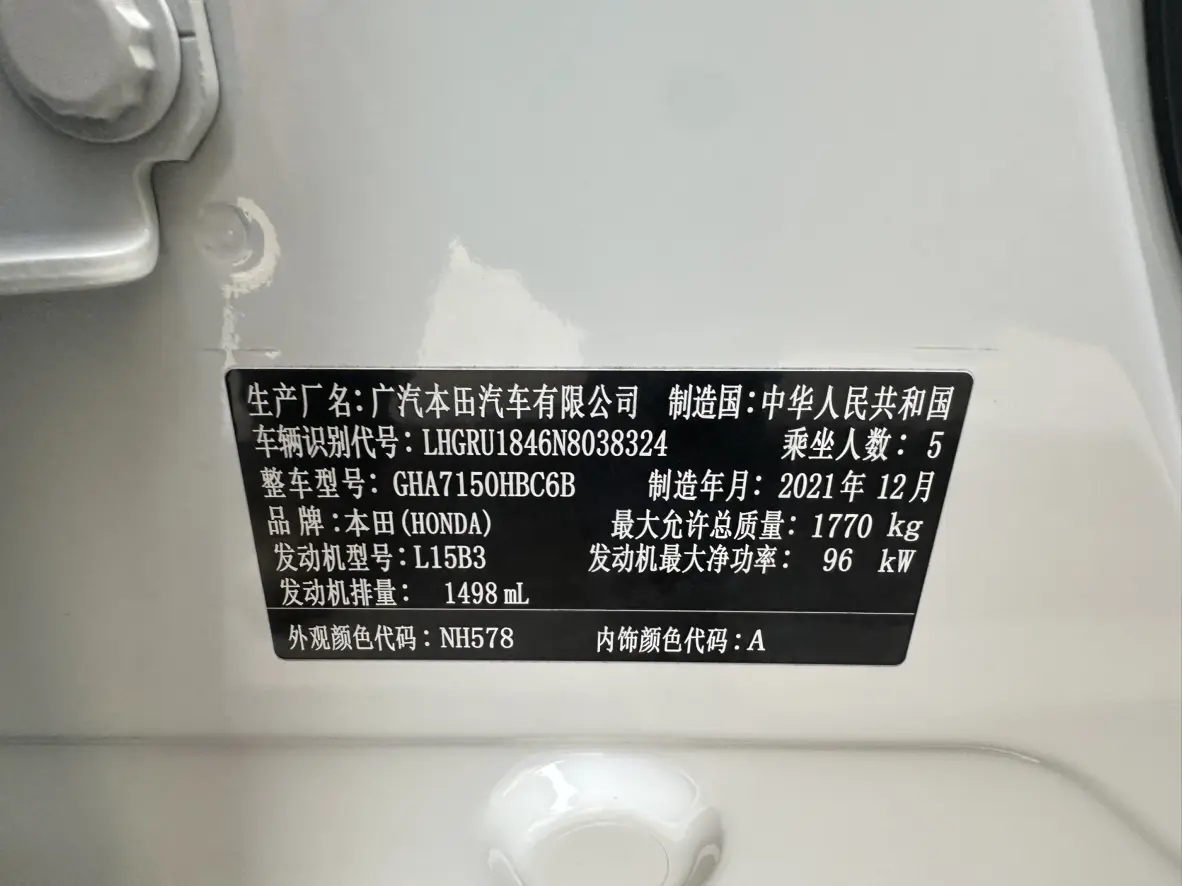 生产厂名：广汽本田汽车有限公司 制造国：中华人民共和国
车辆识别代号：LHGRU1846N8038324 乘坐人数：5
整车型号：GHA7150HBC6B 制造年月：2021年12月
品牌：本田(HONDA) 最大允许总质量：1770 kg
发动机型号：L15B3 发动机最大净功率：96 kW
发动机排量：1498 mL
外观颜色代码：NH578 内饰颜色代码：A